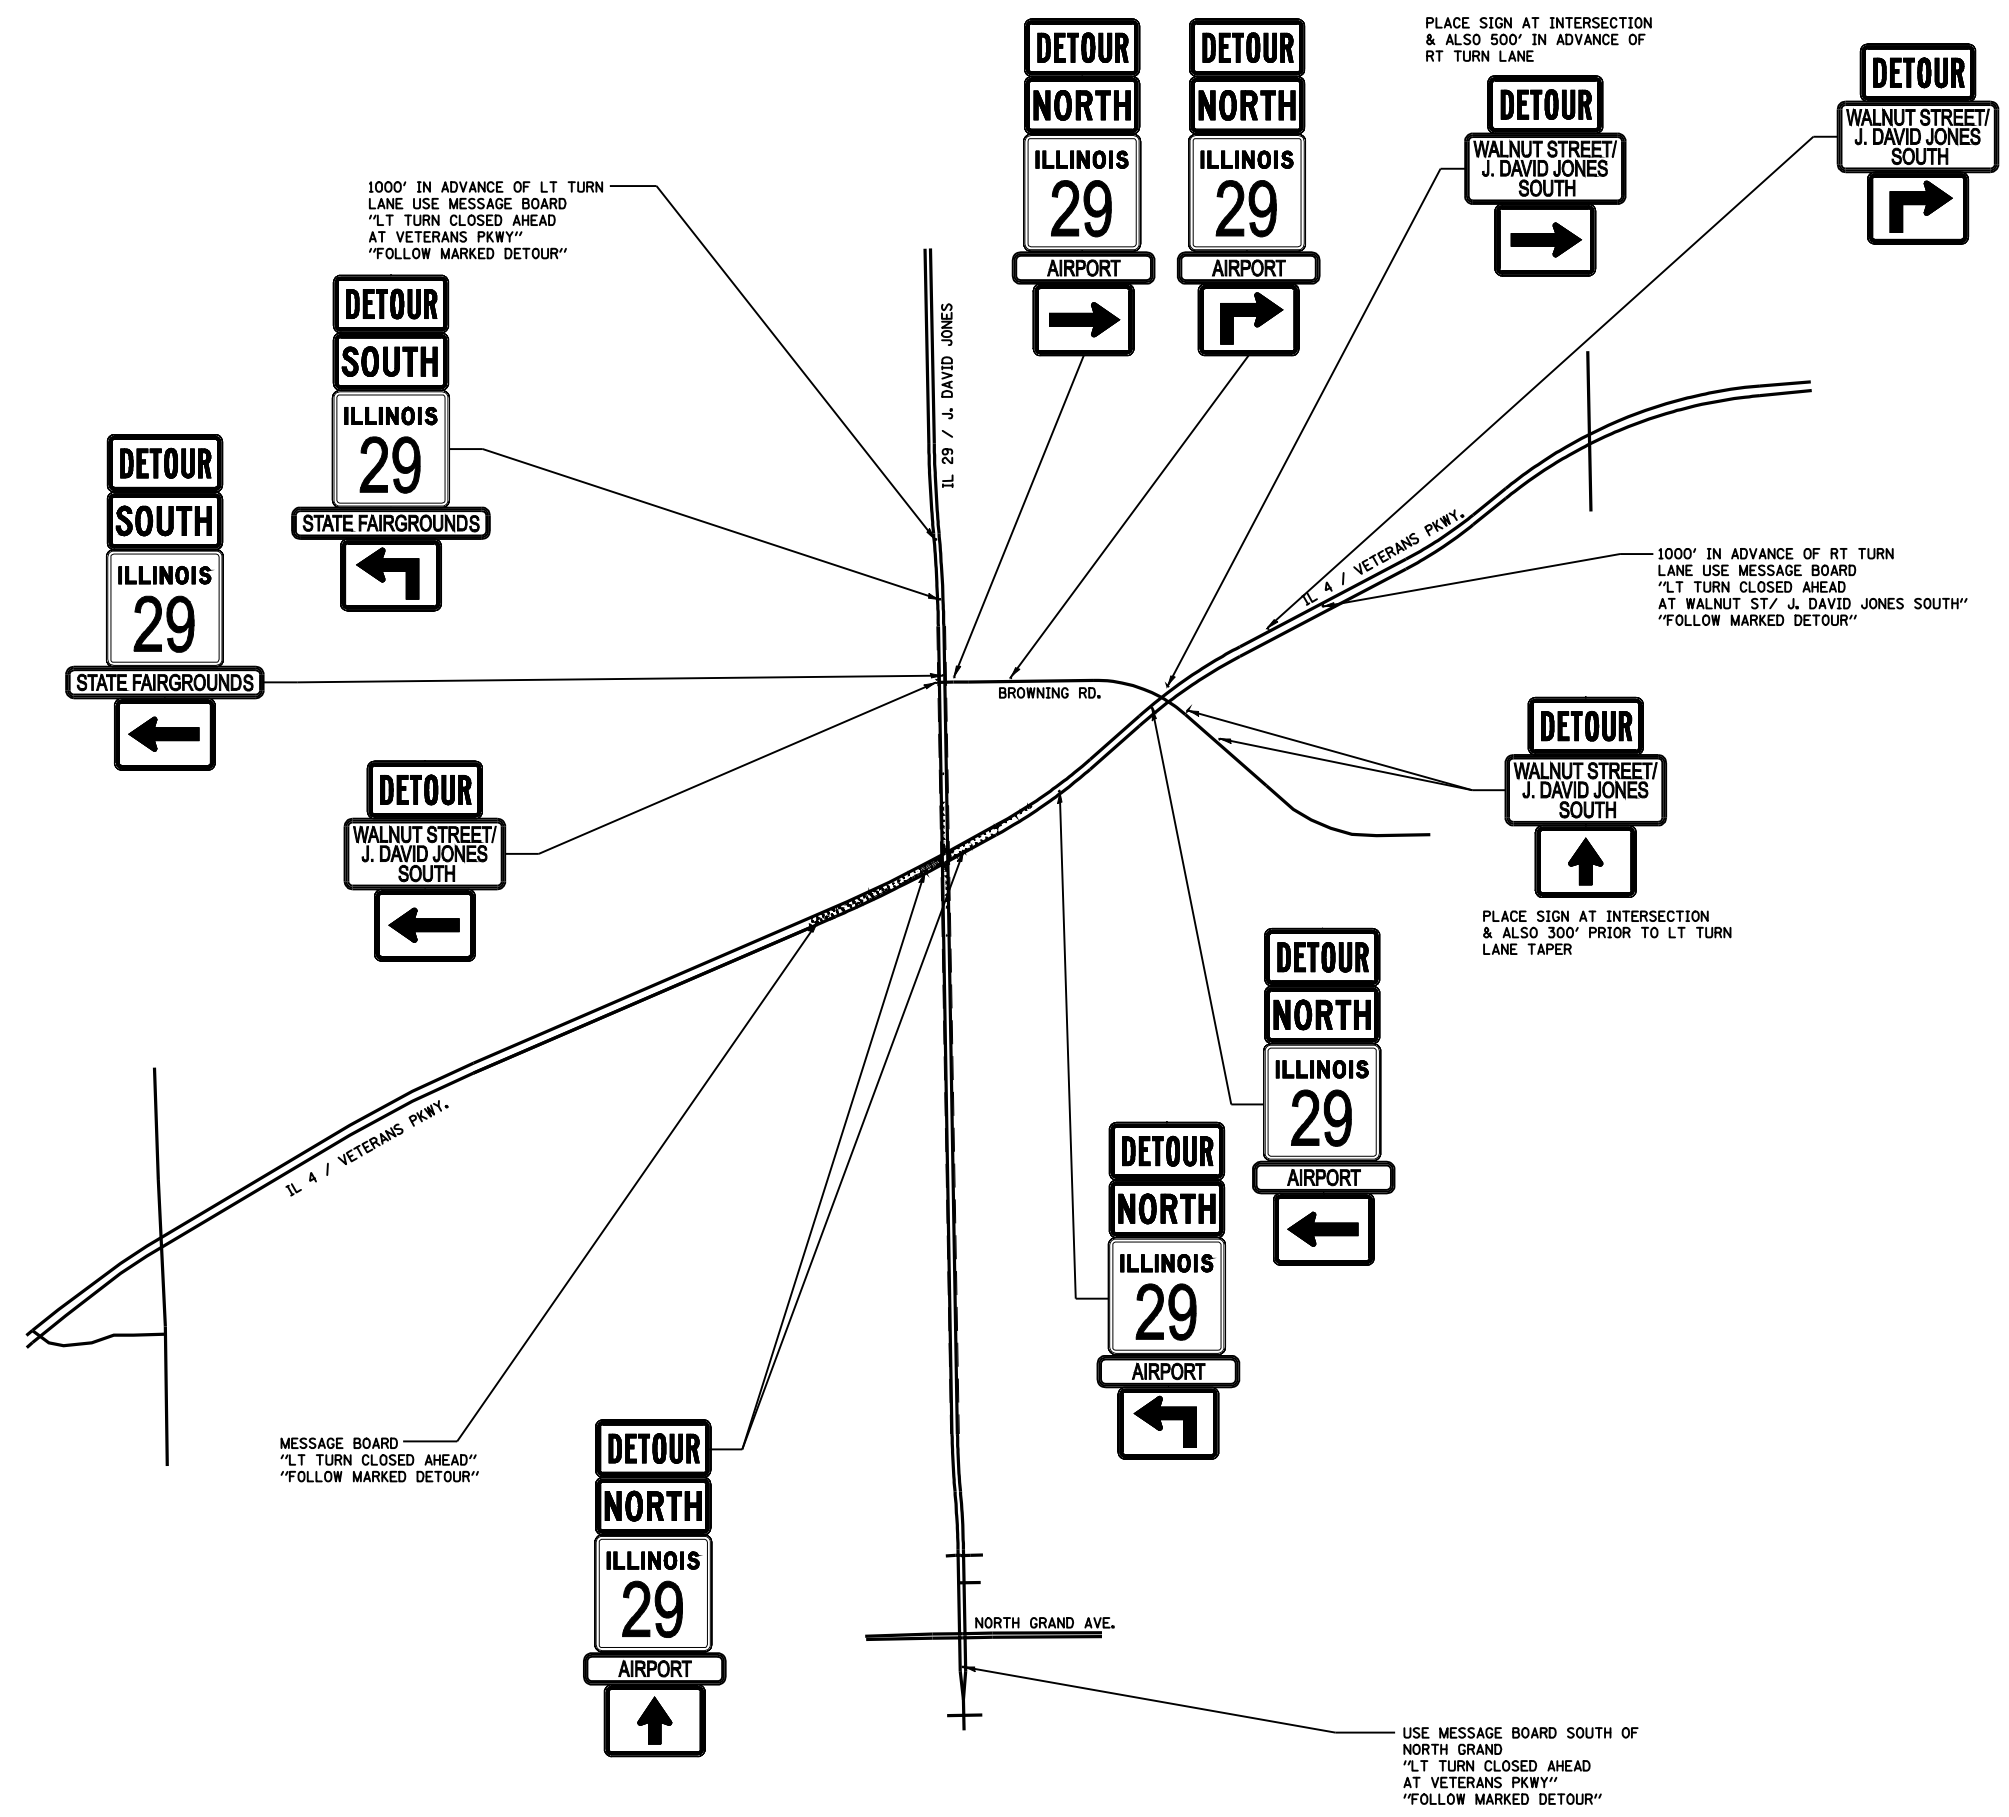 PLACE SIGN AT INTERSECTION
& ALSO 500' IN ADVANCE OF
RT TURN LANE
DETOUR
NORTH
ILLINOIS
29
AIRPORT
DETOUR
NORTH
ILLINOIS
29
AIRPORT
DETOUR
WALNUT STREET/
J. DAVID JONES
SOUTH
DETOUR
WALNUT STREET/
J. DAVID JONES
SOUTH
1000' IN ADVANCE OF LT TURN
LANE USE MESSAGE BOARD
"LT TURN CLOSED AHEAD
AT VETERANS PKWY"
"FOLLOW MARKED DETOUR"
DETOUR
SOUTH
ILLINOIS
29
STATE FAIRGROUNDS
IL 29 / J. DAVID JONES
DETOUR
SOUTH
ILLINOIS
29
STATE FAIRGROUNDS
IL 4 / VETERANS PKWY.
1000' IN ADVANCE OF RT TURN
LANE USE MESSAGE BOARD
"LT TURN CLOSED AHEAD
AT WALNUT ST/ J. DAVID JONES SOUTH"
"FOLLOW MARKED DETOUR"
BROWNING RD.
DETOUR
WALNUT STREET/
J. DAVID JONES
SOUTH
DETOUR
WALNUT STREET/
J. DAVID JONES
SOUTH
PLACE SIGN AT INTERSECTION
& ALSO 300' PRIOR TO LT TURN
LANE TAPER
DETOUR
NORTH
ILLINOIS
29
AIRPORT
IL 4 / VETERANS PKWY.
DETOUR
NORTH
ILLINOIS
29
AIRPORT
MESSAGE BOARD
"LT TURN CLOSED AHEAD"
"FOLLOW MARKED DETOUR"
DETOUR
NORTH
ILLINOIS
29
AIRPORT
NORTH GRAND AVE.
USE MESSAGE BOARD SOUTH OF
NORTH GRAND
"LT TURN CLOSED AHEAD
AT VETERANS PKWY"
"FOLLOW MARKED DETOUR"